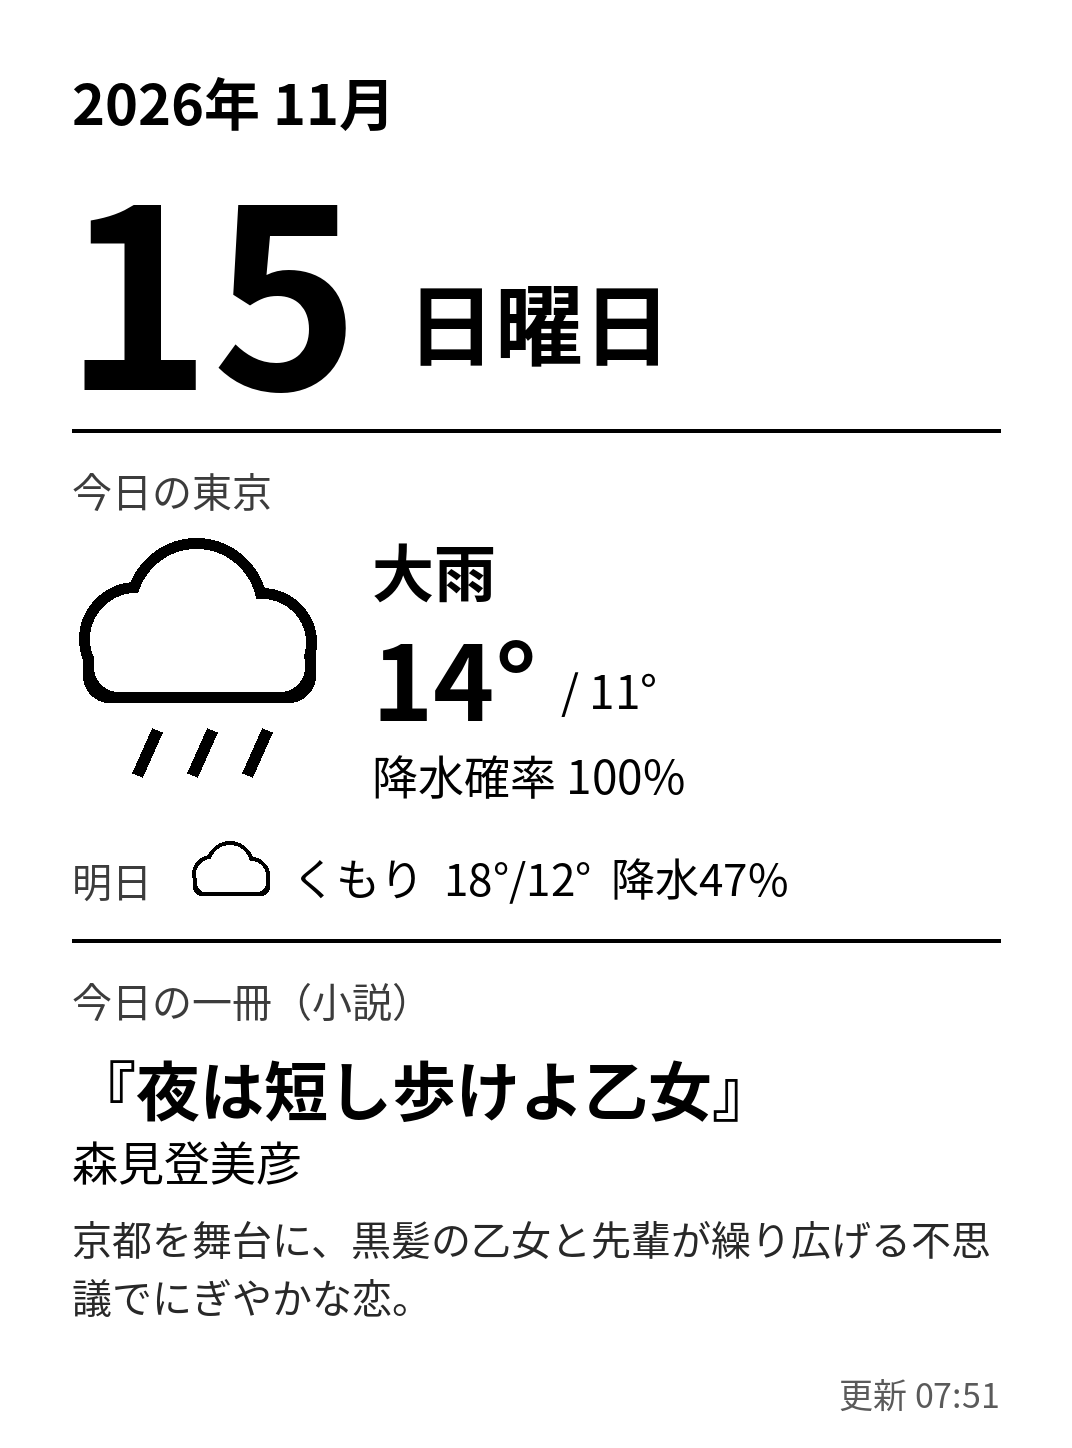 2026年 11月
15 日曜日
今日の東京
大雨
14° / 11°
降水確率 100%
明日 くもり 18°/12° 降水47%
今日の一冊（小説）
『夜は短し歩けよ乙女』
森見登美彦
京都を舞台に、黒髪の乙女と先輩が繰り広げる不思
議でにぎやかな恋。
更新 07:51